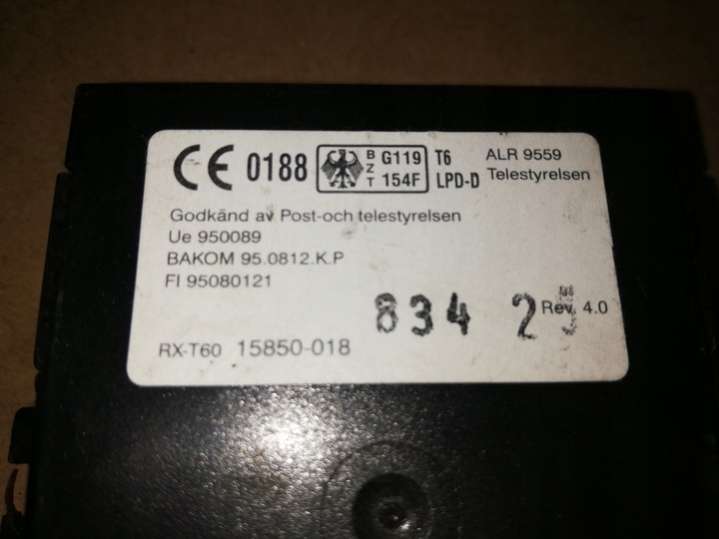 CE 0188 BZT G119 154F T6 LPD-D
ALR 9559
Telestyrelsen
Godkänd av Post-och telestyrelsen
Ue 950089
BAKOM 95.0812.K.P
FI 95080121
834 2
Rev. 4.0
RX-T60 15850-018